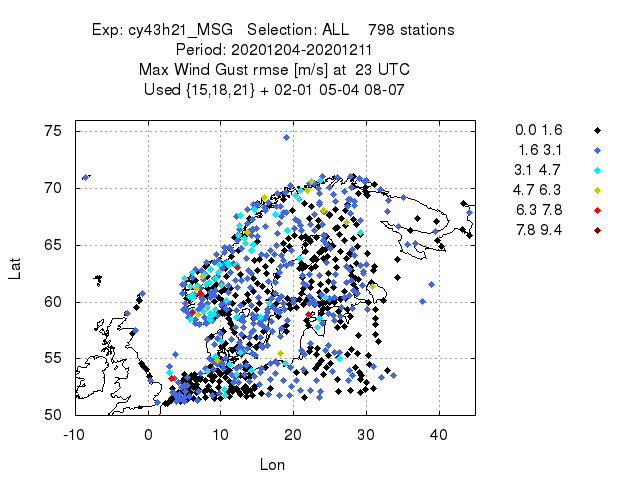 Exp: cy43h21_MSG   Selection: ALL    798 stations
Period: 20201204-20201211
Max Wind Gust rmse [m/s] at  23 UTC
Used {15,18,21} + 02-01 05-04 08-07
0.0 1.6
1.6 3.1
3.1 4.7
4.7 6.3
6.3 7.8
7.8 9.4
75
70
65
60
55
50
Lat
-10 0 10 20 30 40
Lon